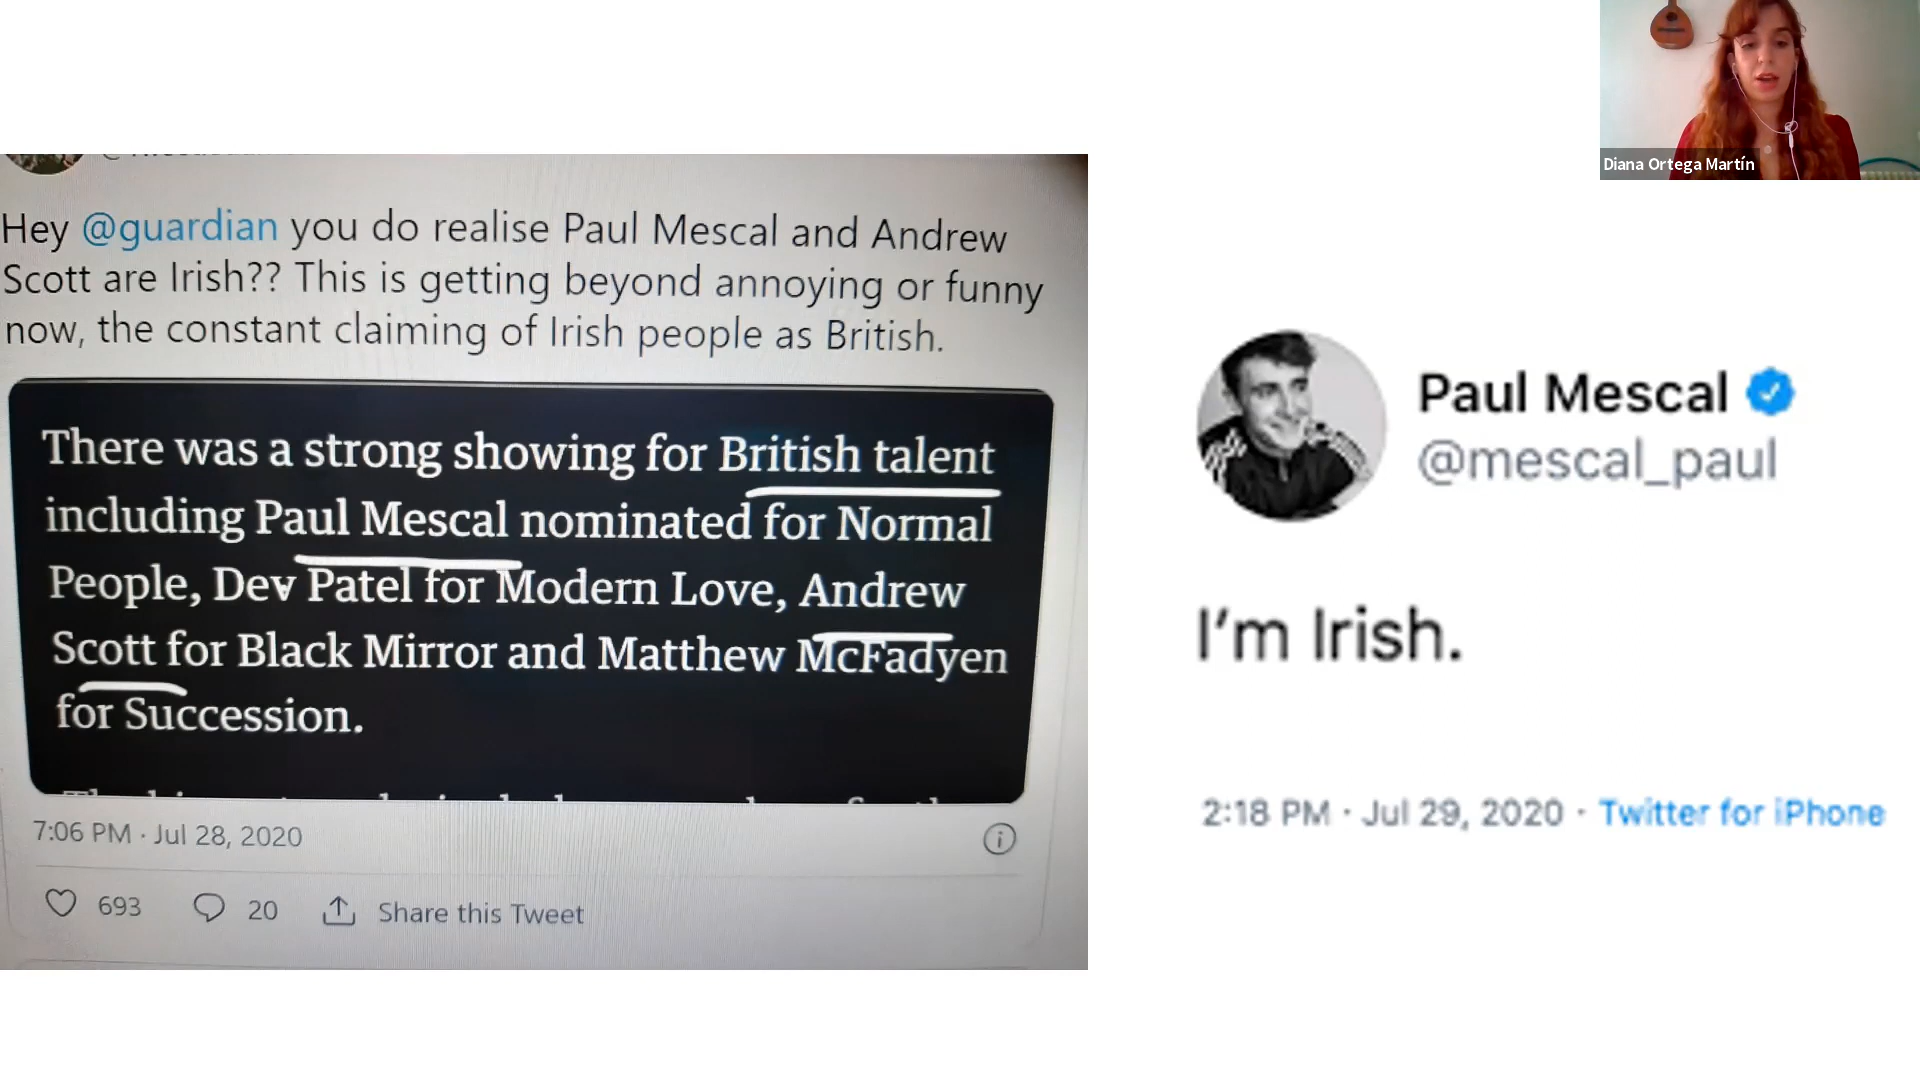 Diana Ortega Martín
Hey @guardian you do realise Paul Mescal and Andrew
Scott are Irish?? This is getting beyond annoying or funny
now, the constant claiming of Irish people as British.
There was a strong showing for British talent
including Paul Mescal nominated for Normal
People, Dev Patel for Modern Love, Andrew
Scott for Black Mirror and Matthew McFadyen
for Succession.
7:06 PM · Jul 28, 2020
693
20
Share this Tweet
Paul Mescal
@mescal_paul
I'm Irish.
2:18 PM · Jul 29, 2020 · Twitter for iPhone